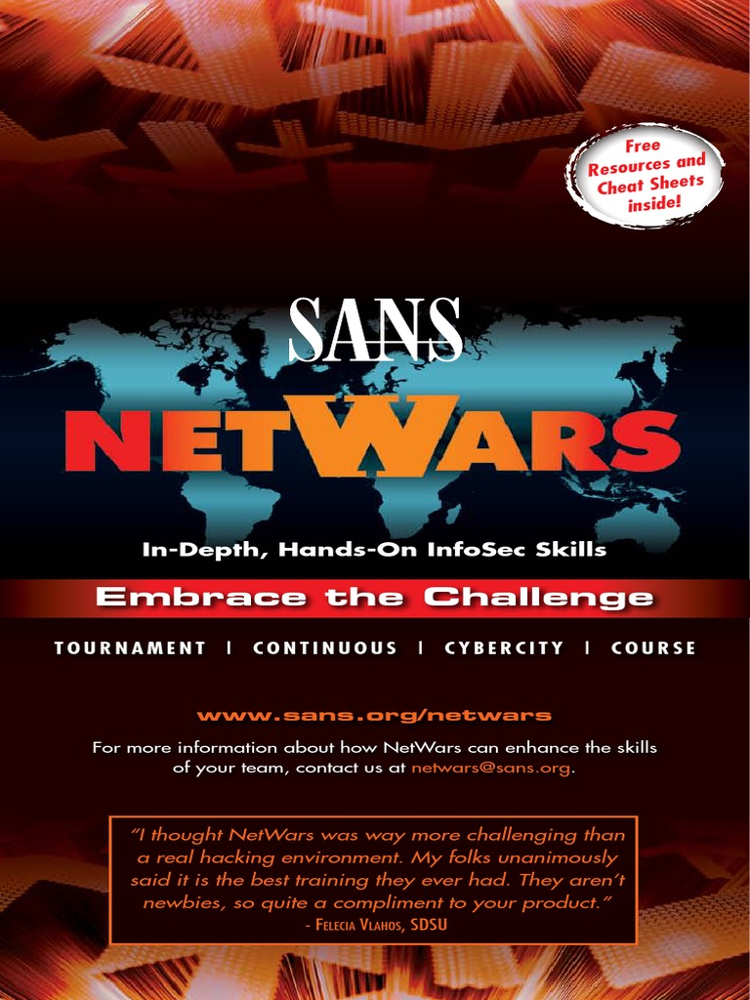 Free
Resources and
Cheat Sheets
inside!
SANS
NETWARS
In-Depth, Hands-On InfoSec Skills
Embrace the Challenge
TOURNAMENT | CONTINUOUS | CYBERCITY | COURSE
www.sans.org/netwars
For more information about how NetWars can enhance the skills
of your team, contact us at netwars@sans.org.
“I thought NetWars was way more challenging than
a real hacking environment. My folks unanimously
said it is the best training they ever had. They aren’t
newbies, so quite a compliment to your product.”
- Felecia Vlahos, SDSU